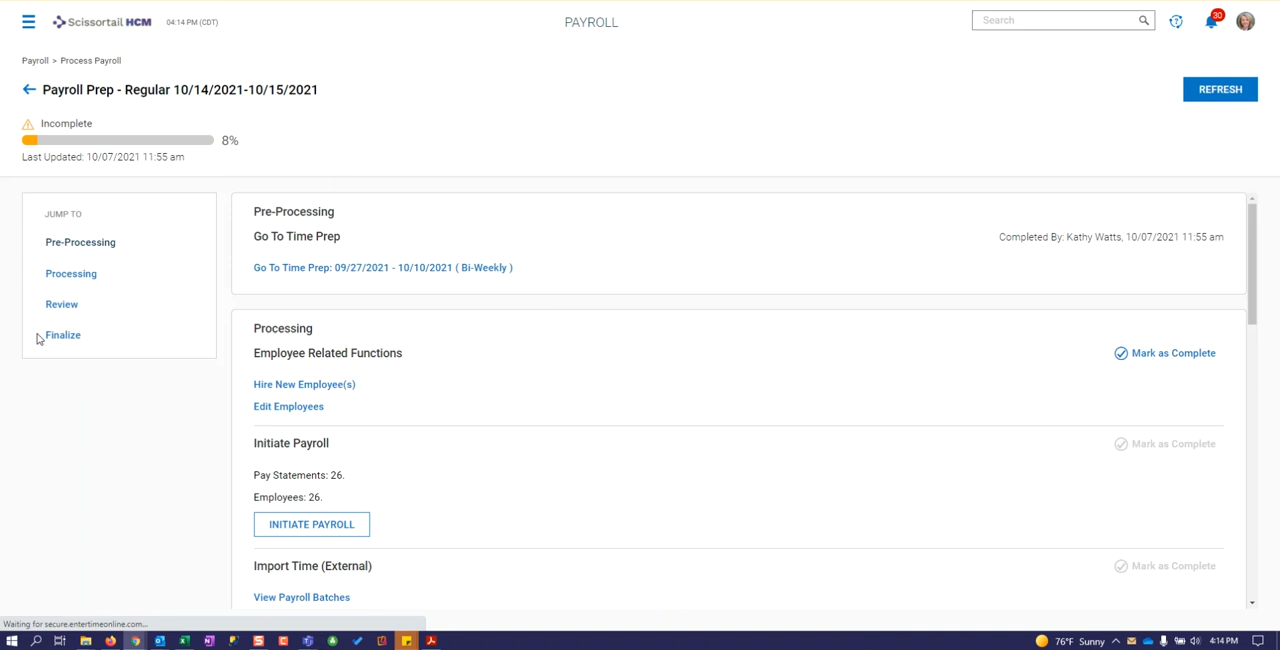 Scissortail HCM
04:14 PM (CDT)
PAYROLL
Search
30
Payroll > Process Payroll
Payroll Prep - Regular 10/14/2021-10/15/2021
REFRESH
Incomplete
8%
Last Updated: 10/07/2021 11:55 am
JUMP TO
Pre-Processing
Processing
Review
Finalize
Pre-Processing
Go To Time Prep
Completed By: Kathy Watts, 10/07/2021 11:55 am
Go To Time Prep: 09/27/2021 - 10/10/2021 ( Bi-Weekly )
Processing
Employee Related Functions
Mark as Complete
Hire New Employee(s)
Edit Employees
Initiate Payroll
Mark as Complete
Pay Statements: 26.
Employees: 26.
INITIATE PAYROLL
Import Time (External)
Mark as Complete
View Payroll Batches
Waiting for secure.entertimeonline.com...
76°F Sunny
4:14 PM